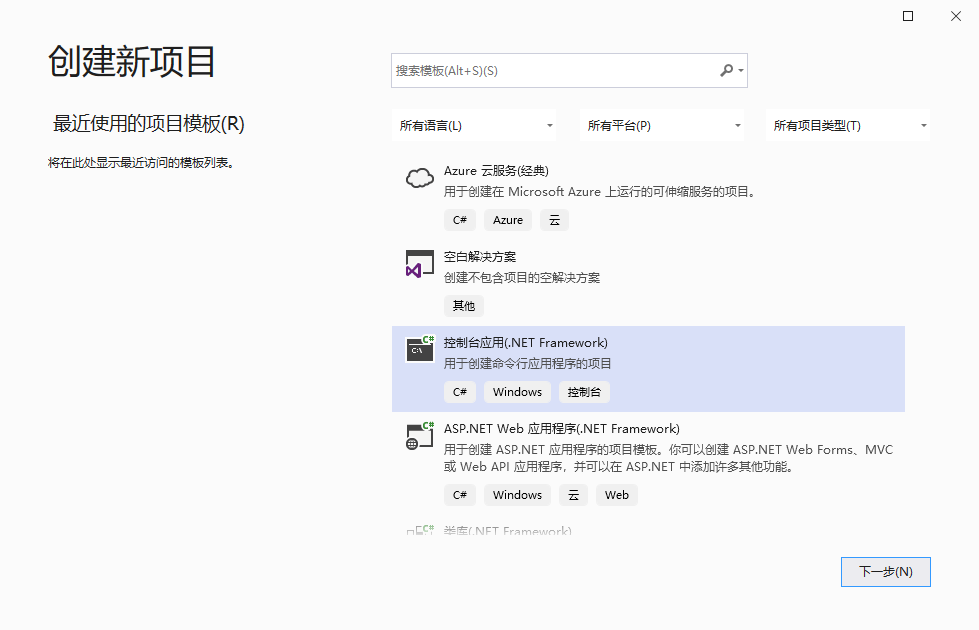 创建新项目
最近使用的项目模板(R)
将在此处显示最近访问的模板列表。
搜索模板(Alt+S)(S)
所有语言(L) 所有平台(P) 所有项目类型(T)
Azure 云服务(经典)
用于创建在 Microsoft Azure 上运行的可伸缩服务的项目。
C# Azure 云
空白解决方案
创建不包含项目的空解决方案
其他
C#
C:\
控制台应用(.NET Framework)
用于创建命令行应用程序的项目
C# Windows 控制台
C#
ASP.NET Web 应用程序(.NET Framework)
用于创建 ASP.NET 应用程序的项目模板。你可以创建 ASP.NET Web Forms、MVC
或 Web API 应用程序，并可以在 ASP.NET 中添加许多其他功能。
C# Windows 云 Web
C#
类库(.NET Framework)
下一步(N)